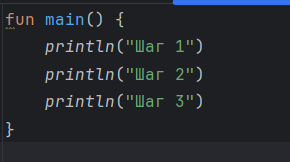 fun main() {
    println("Шаг 1")
    println("Шаг 2")
    println("Шаг 3")
}